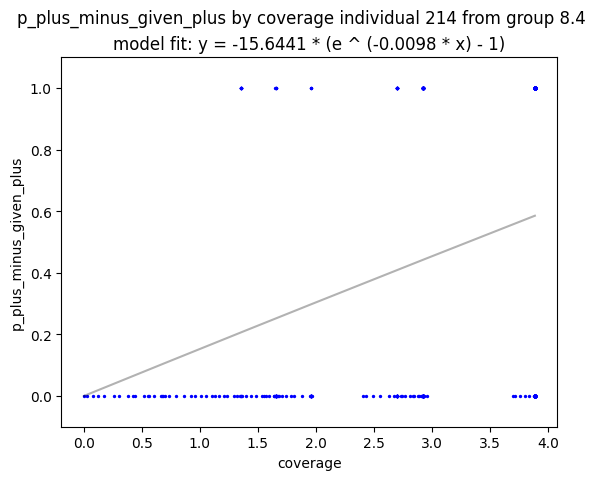 p_plus_minus_given_plus by coverage individual 214 from group 8.4
model fit: y = -15.6441 * (e ^ (-0.0098 * x) - 1)
1.0
0.8
0.6
0.4
0.2
0.0
p_plus_minus_given_plus
0.0 0.5 1.0 1.5 2.0 2.5 3.0 3.5 4.0
coverage